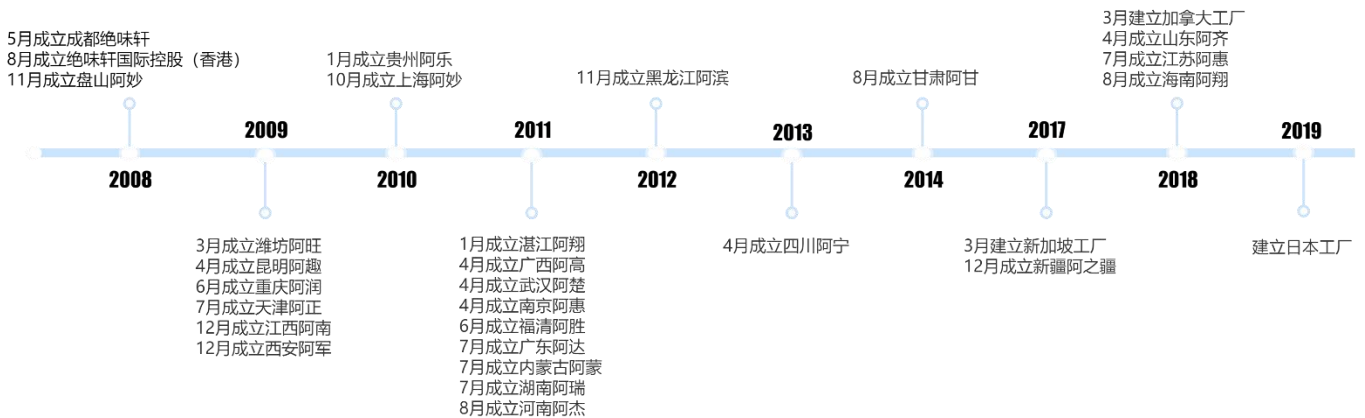 5月成立成都绝味轩
8月成立绝味轩国际控股（香港）
11月成立盘山阿妙
2008
2009
3月成立潍坊阿旺
4月成立昆明阿趣
6月成立重庆阿润
7月成立天津阿正
12月成立江西阿南
12月成立西安阿军
1月成立贵州阿乐
10月成立上海阿妙
2010
2011
1月成立湛江阿翔
4月成立广西阿高
4月成立武汉阿楚
4月成立南京阿惠
6月成立福清阿胜
7月成立广东阿达
7月成立内蒙古阿蒙
7月成立湖南阿瑞
8月成立河南阿杰
11月成立黑龙江阿滨
2012
2013
4月成立四川阿宁
8月成立甘肃阿甘
2014
2017
3月建立新加坡工厂
12月成立新疆阿之疆
3月建立加拿大工厂
4月成立山东阿齐
7月成立江苏阿惠
8月成立海南阿翔
2018
2019
建立日本工厂